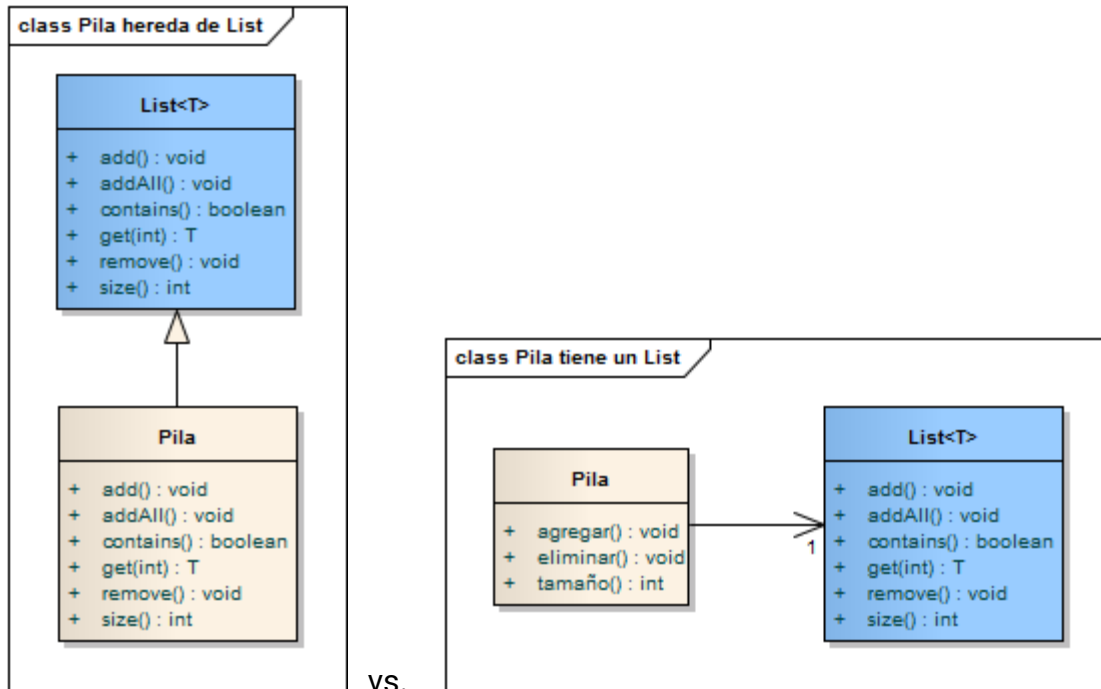 class Pila hereda de List
List<T>
+ add() : void
+ addAll() : void
+ contains() : boolean
+ get(int) : T
+ remove() : void
+ size() : int
Pila
+ add() : void
+ addAll() : void
+ contains() : boolean
+ get(int) : T
+ remove() : void
+ size() : int
vs.
class Pila tiene un List
Pila
+ agregar() : void
+ eliminar() : void
+ tamaño() : int
1
List<T>
+ add() : void
+ addAll() : void
+ contains() : boolean
+ get(int) : T
+ remove() : void
+ size() : int